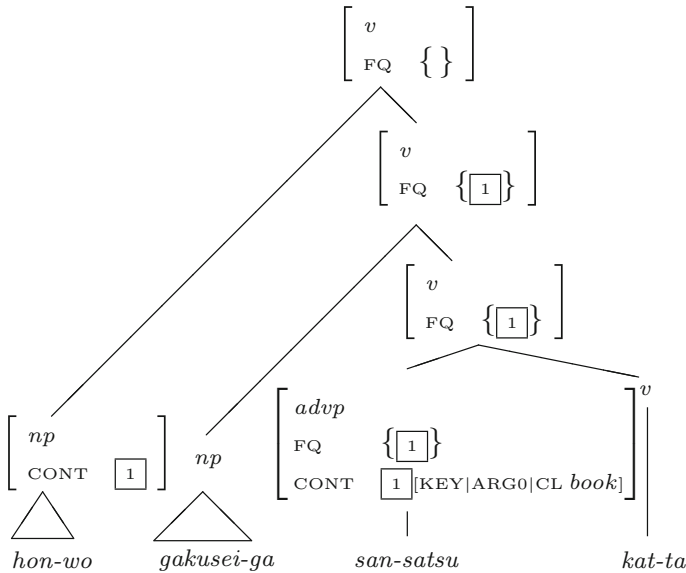 v
FQ { }
v
FQ {1}
v
FQ {1}
np
CONT 1
np
advp
FQ {1}
CONT 1[KEY|ARG0|CL book]
v
hon-wo gakusei-ga san-satsu kat-ta